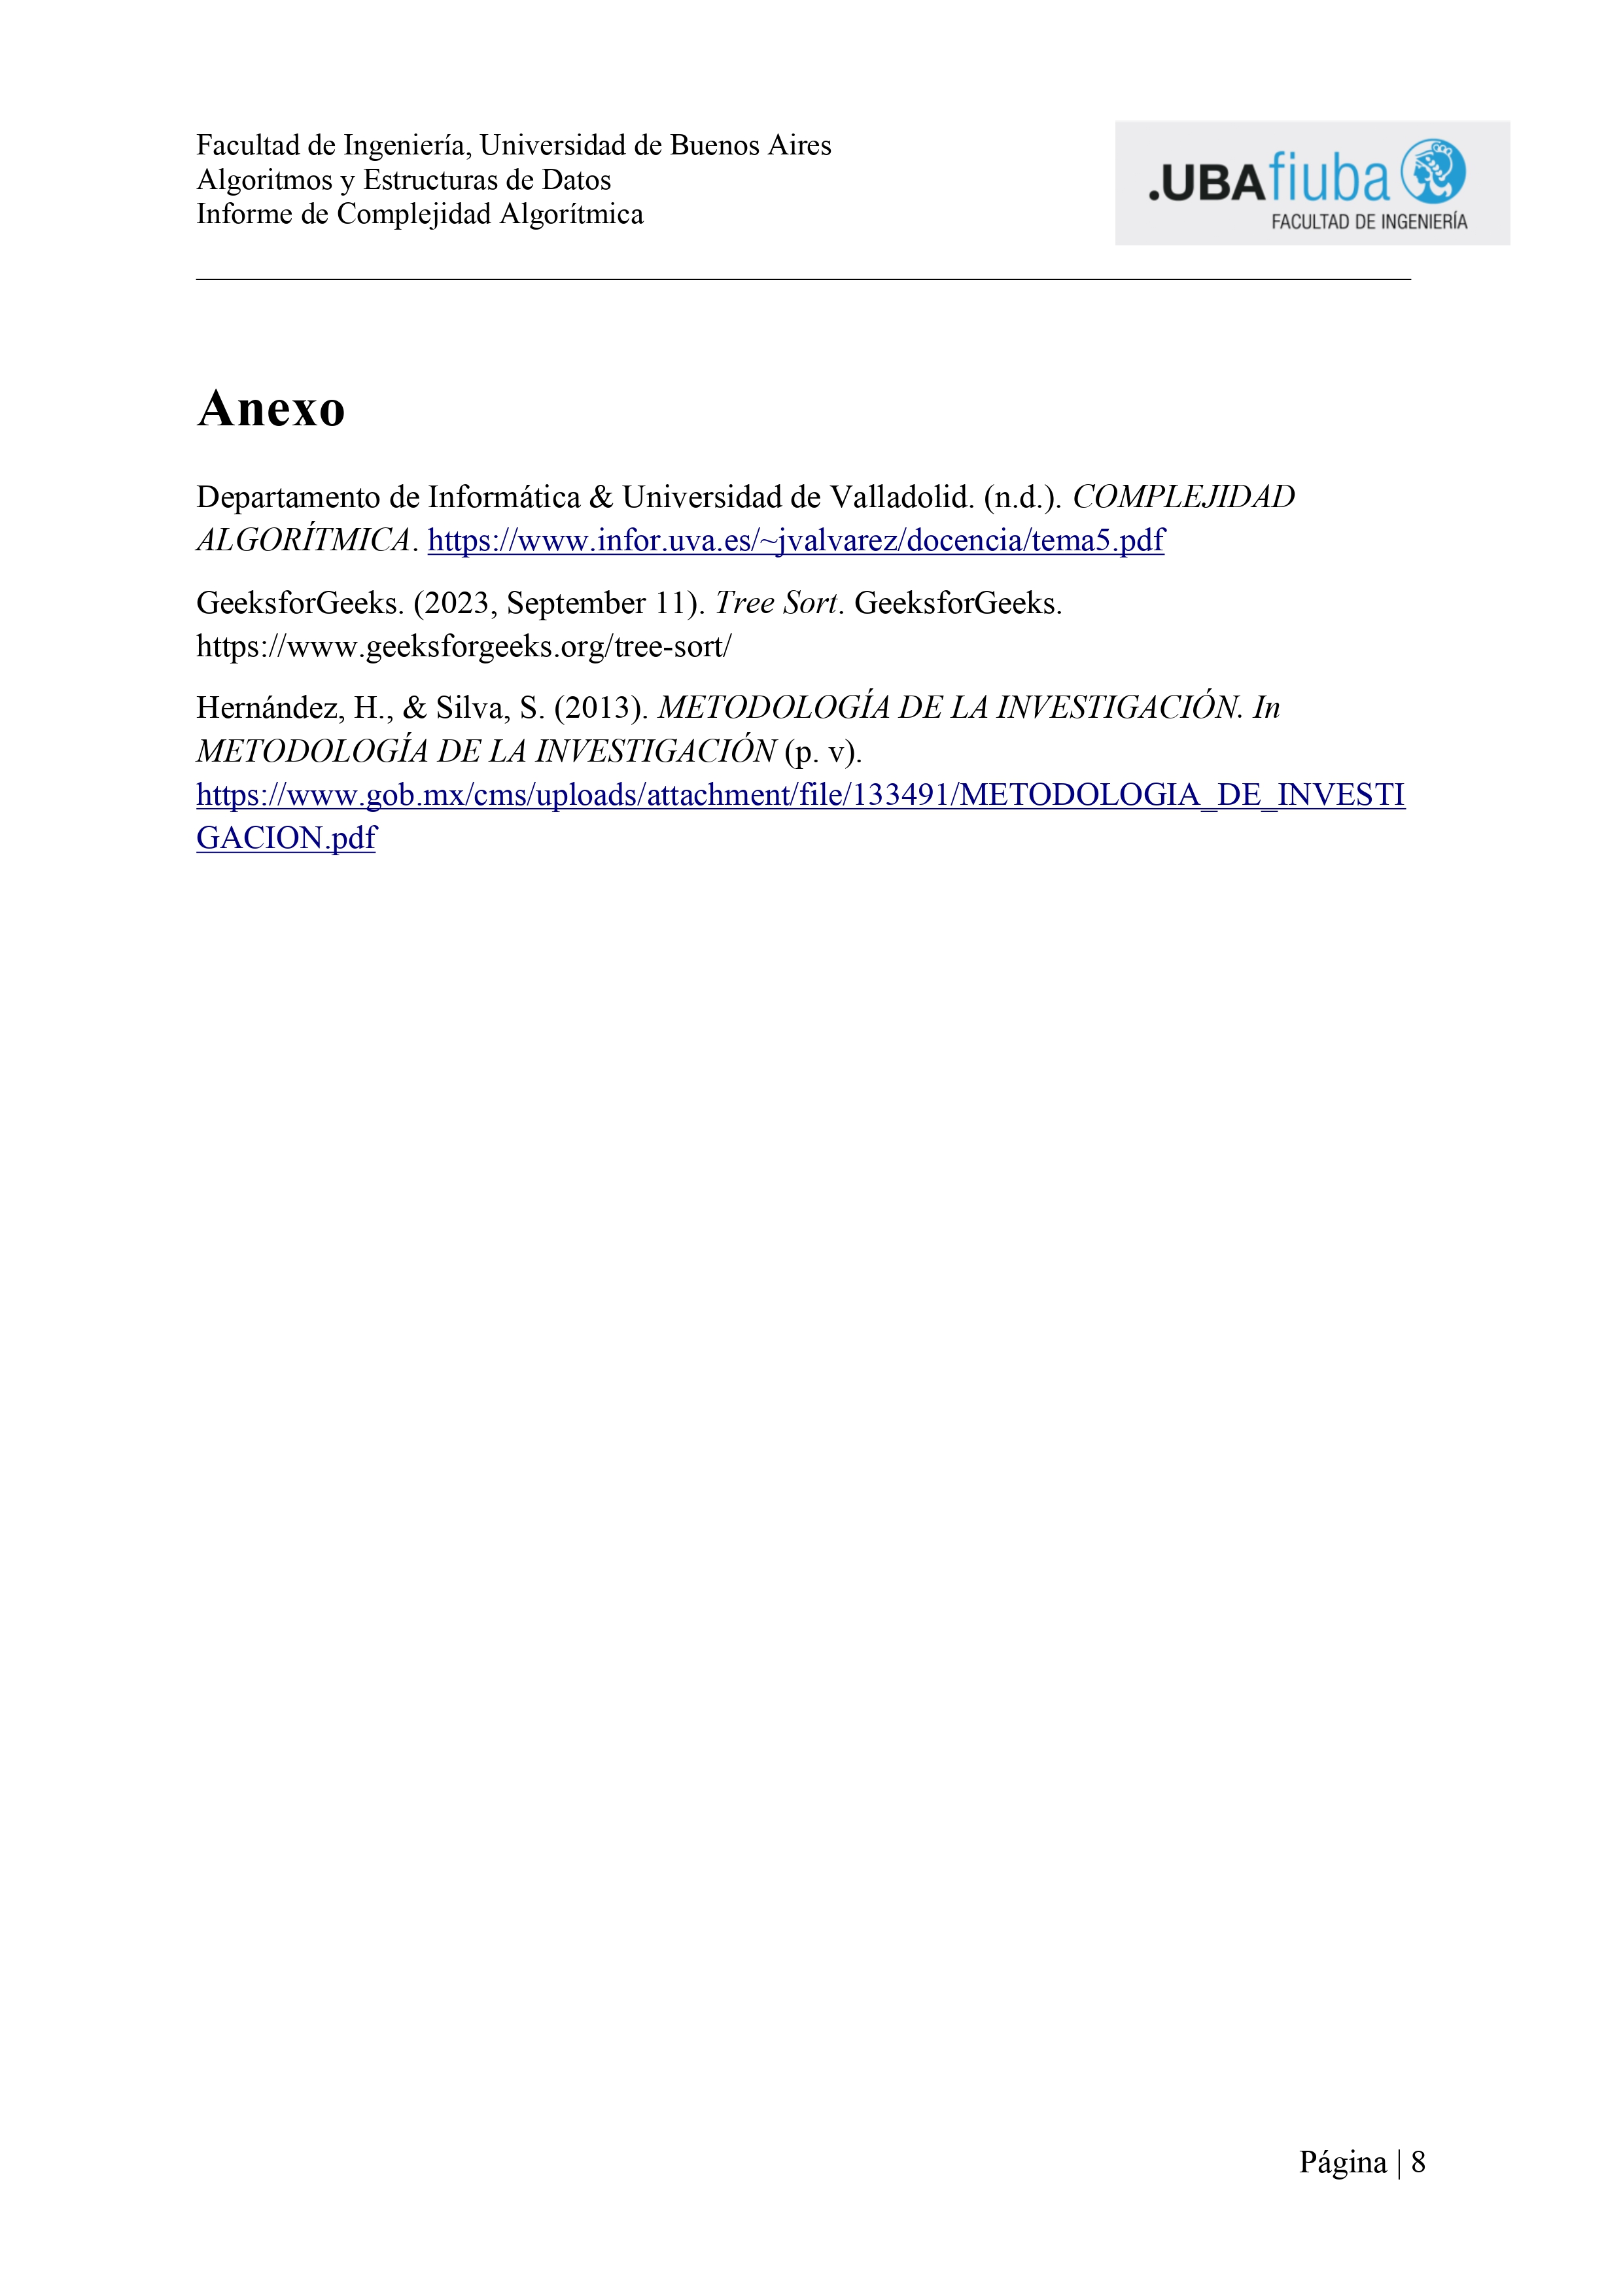 Facultad de Ingeniería, Universidad de Buenos Aires
Algoritmos y Estructuras de Datos
Informe de Complejidad Algorítmica
.UBAfiuba
FACULTAD DE INGENIERÍA
Anexo
Departamento de Informática & Universidad de Valladolid. (n.d.). COMPLEJIDAD
ALGORÍTMICA. https://www.infor.uva.es/~jvalvarez/docencia/tema5.pdf
GeeksforGeeks. (2023, September 11). Tree Sort. GeeksforGeeks.
https://www.geeksforgeeks.org/tree-sort/
Hernández, H., & Silva, S. (2013). METODOLOGÍA DE LA INVESTIGACIÓN. In
METODOLOGÍA DE LA INVESTIGACIÓN (p. v).
https://www.gob.mx/cms/uploads/attachment/file/133491/METODOLOGIA_DE_INVESTI
GACION.pdf
Página | 8